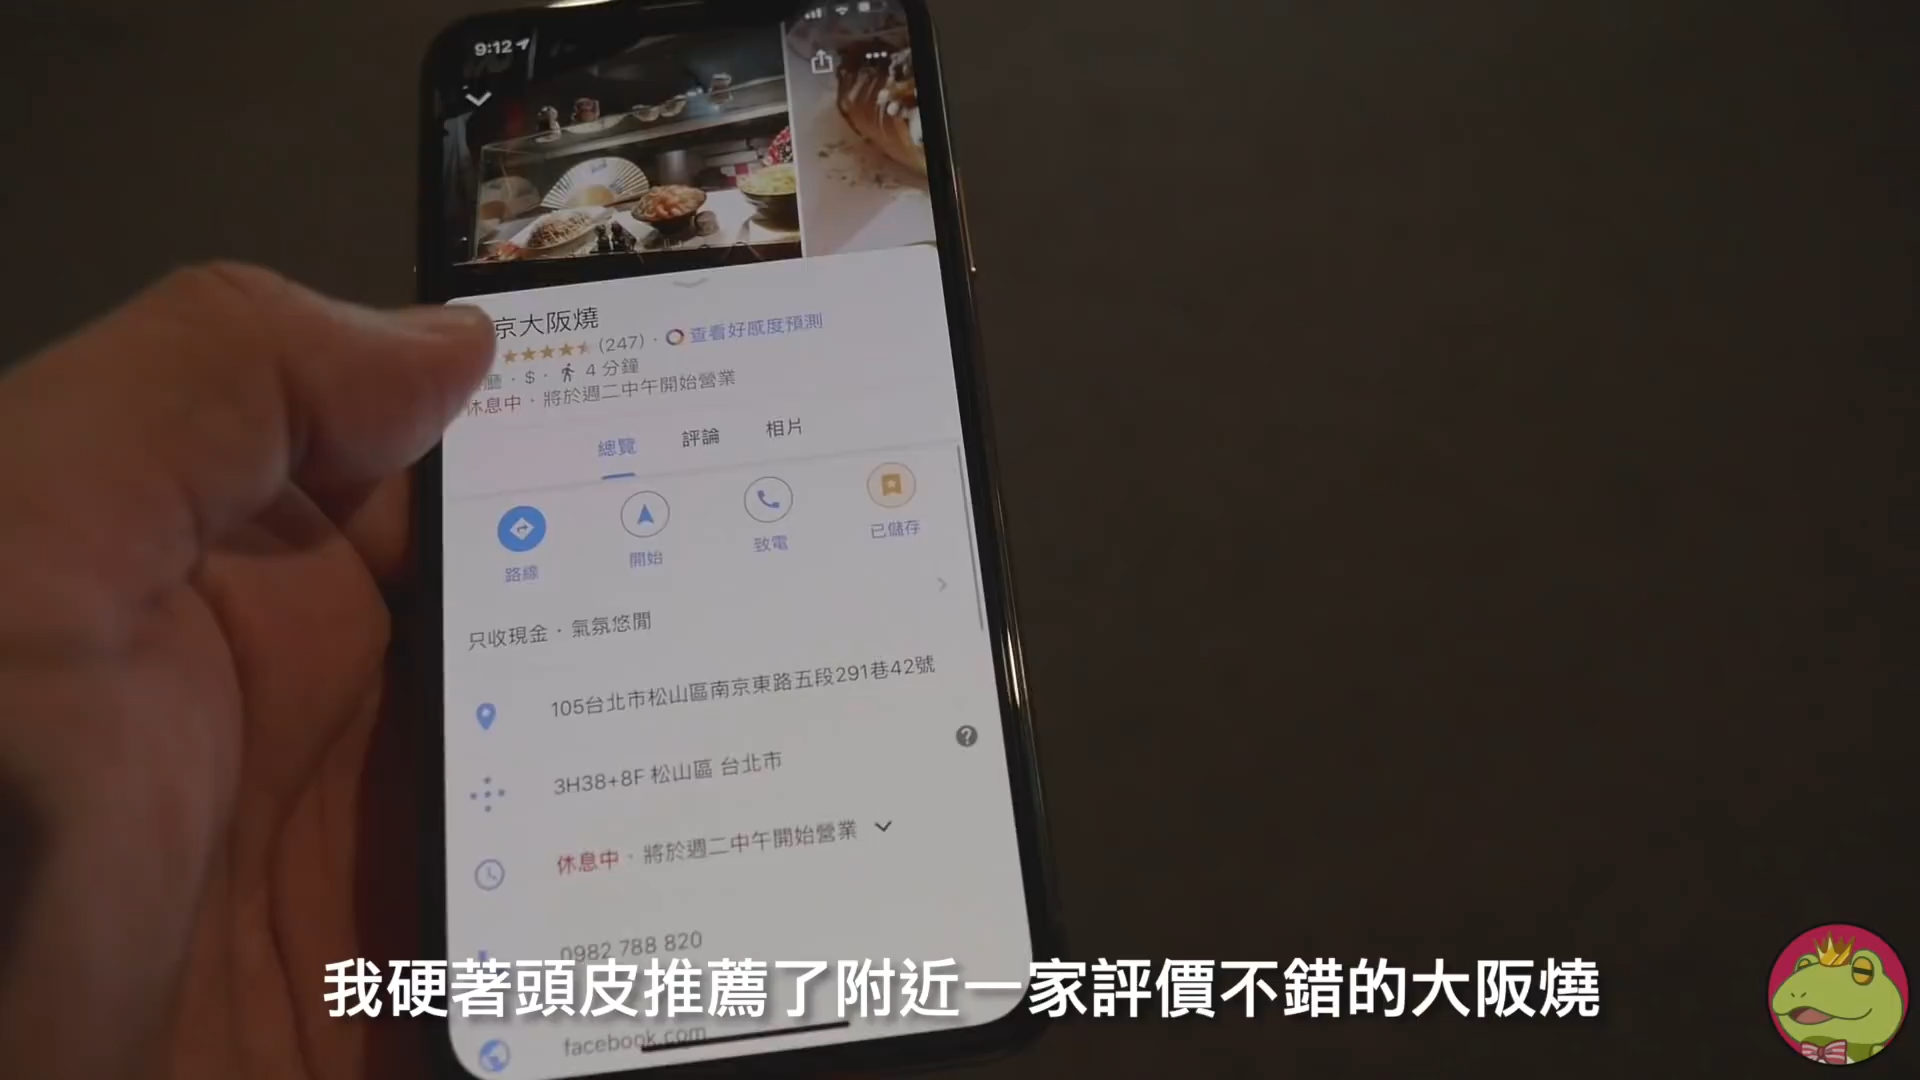 9:12
京大阪燒
(247)·查看好感度預測
廳·$·4 分鐘
休息中·將於週二中午開始營業
總覽 評論 相片
路線 開始 致電 已儲存
只收現金·氣氛悠閒
105台北市松山區南京東路五段291巷42號
3H38+8F 松山區 台北市
休息中·將於週二中午開始營業
0982 788 820
我硬著頭皮推薦了附近一家評價不錯的大阪燒
facebook.com